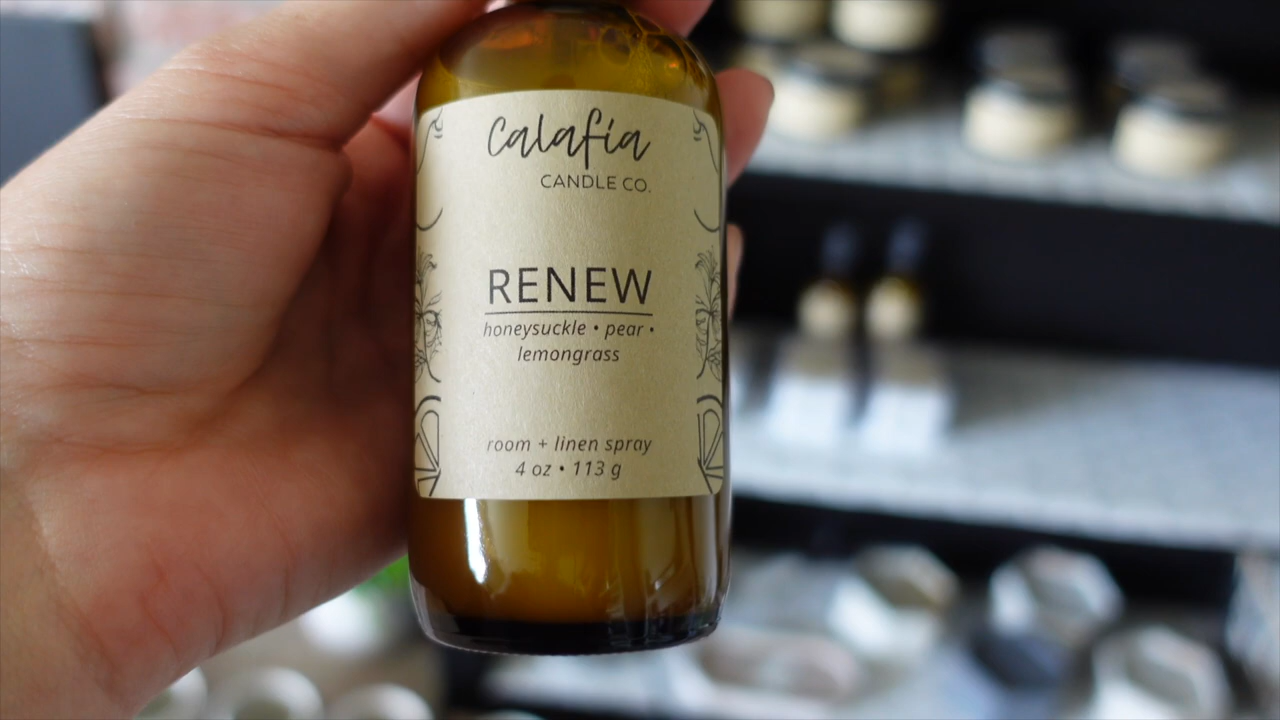 Calafia
CANDLE CO.
RENEW
honeysuckle • pear •
lemongrass
room + linen spray
4 oz • 113 g